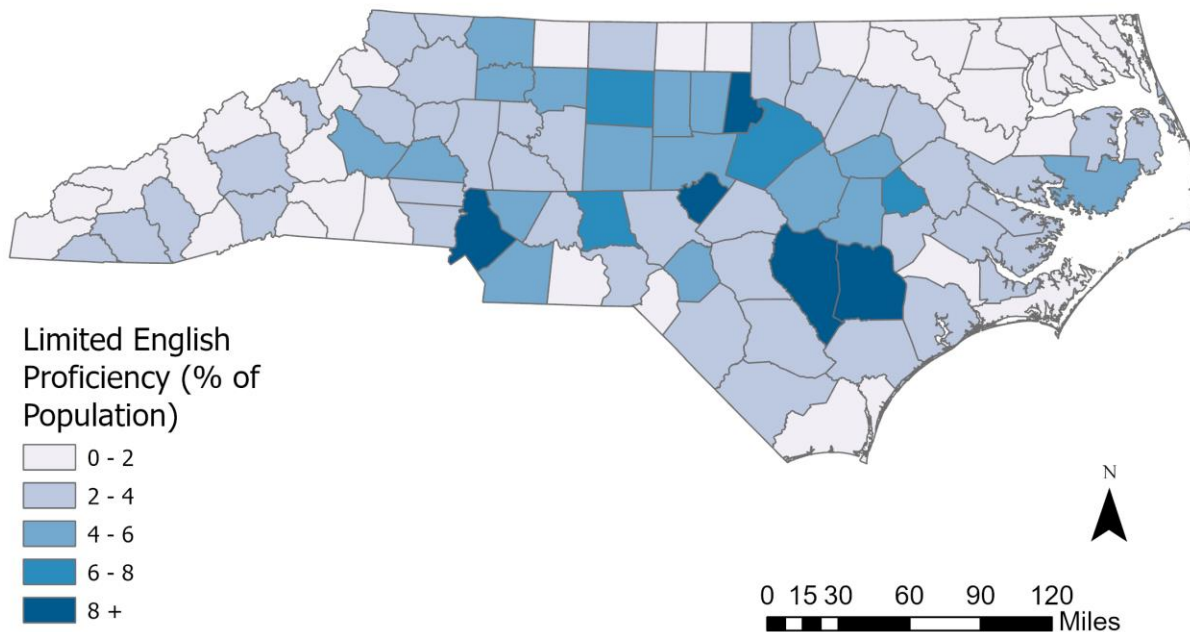 Limited English
Proficiency (% of
Population)
0 - 2
2 - 4
4 - 6
6 - 8
8 +
N
0 15 30 60 90 120
Miles